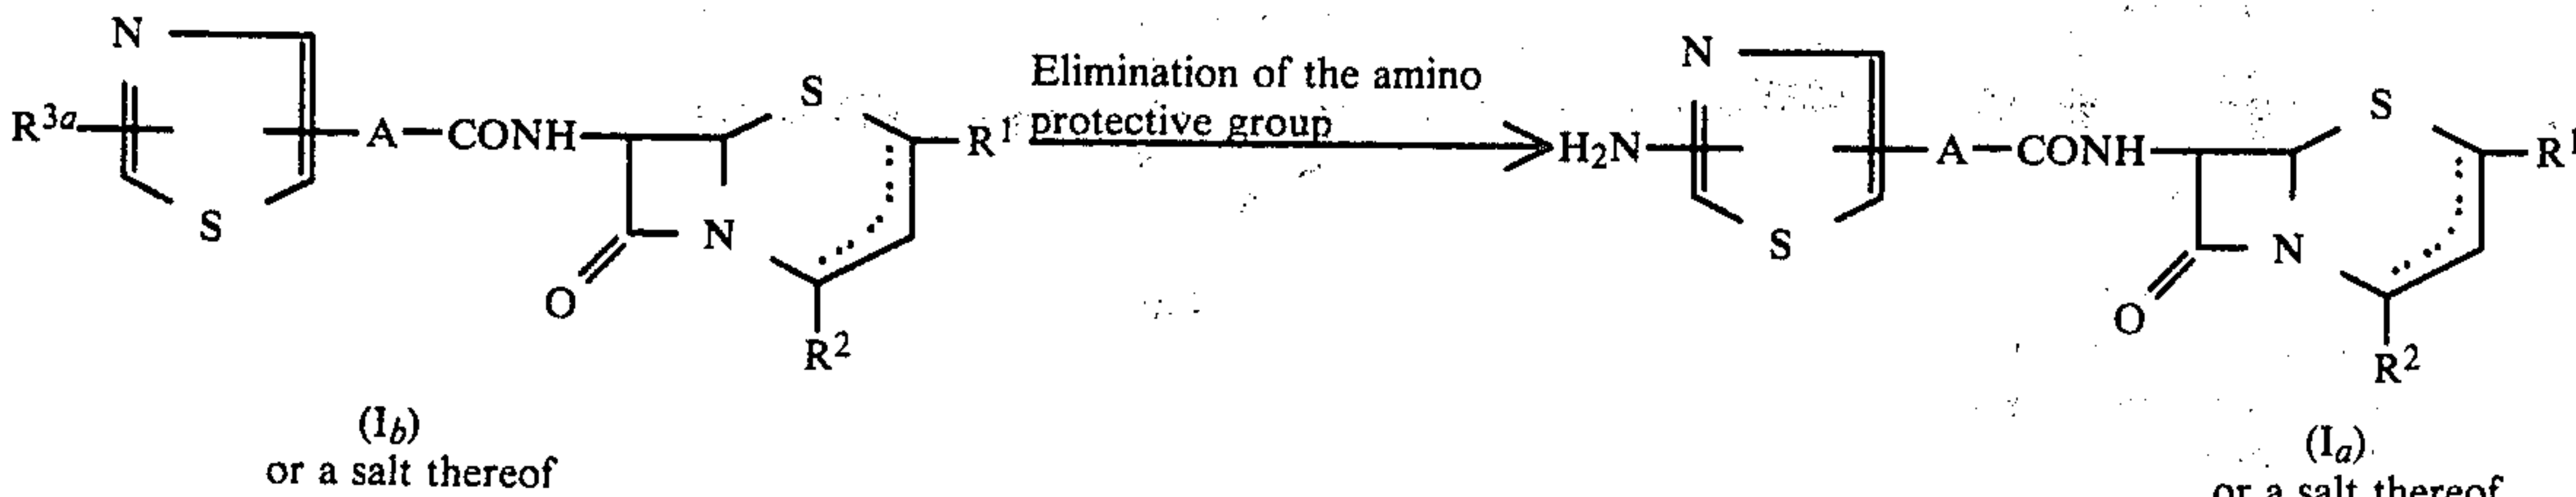 N
N
S
S
Elimination of the amino
protective group
R3a
A
CONH
R1
H2N
A
CONH
R1
S
N
S
N
O
O
R2
R2
(Ib)
or a salt thereof
(Ia)
or a salt thereof